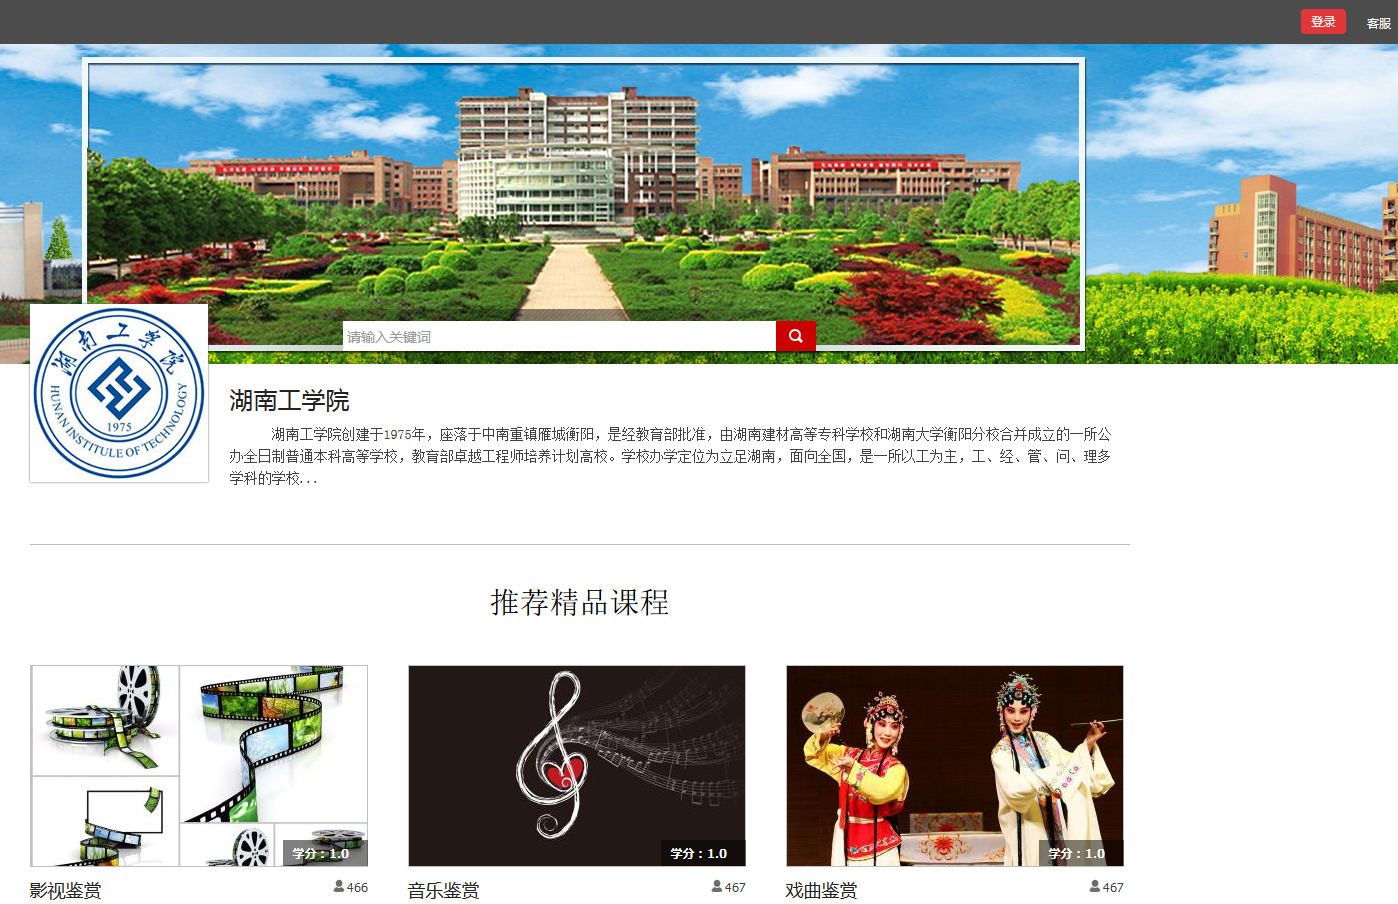 登录
客服
请输入关键词
湖南工学院
HUNAN INSTITULE OF TECHNOLOGY
1975
湖南工学院
湖南工学院创建于1975年，座落于中南重镇雁城衡阳，是经教育部批准，由湖南建材高等专科学校和湖南大学衡阳分校合并成立的一所公
办全日制普通本科高等学校，教育部卓越工程师培养计划高校。学校办学定位为立足湖南，面向全国，是一所以工为主，工、经、管、问、理多
学科的学校...
推荐精品课程
学分：1.0
学分：1.0
学分：1.0
影视鉴赏
466
音乐鉴赏
467
戏曲鉴赏
467